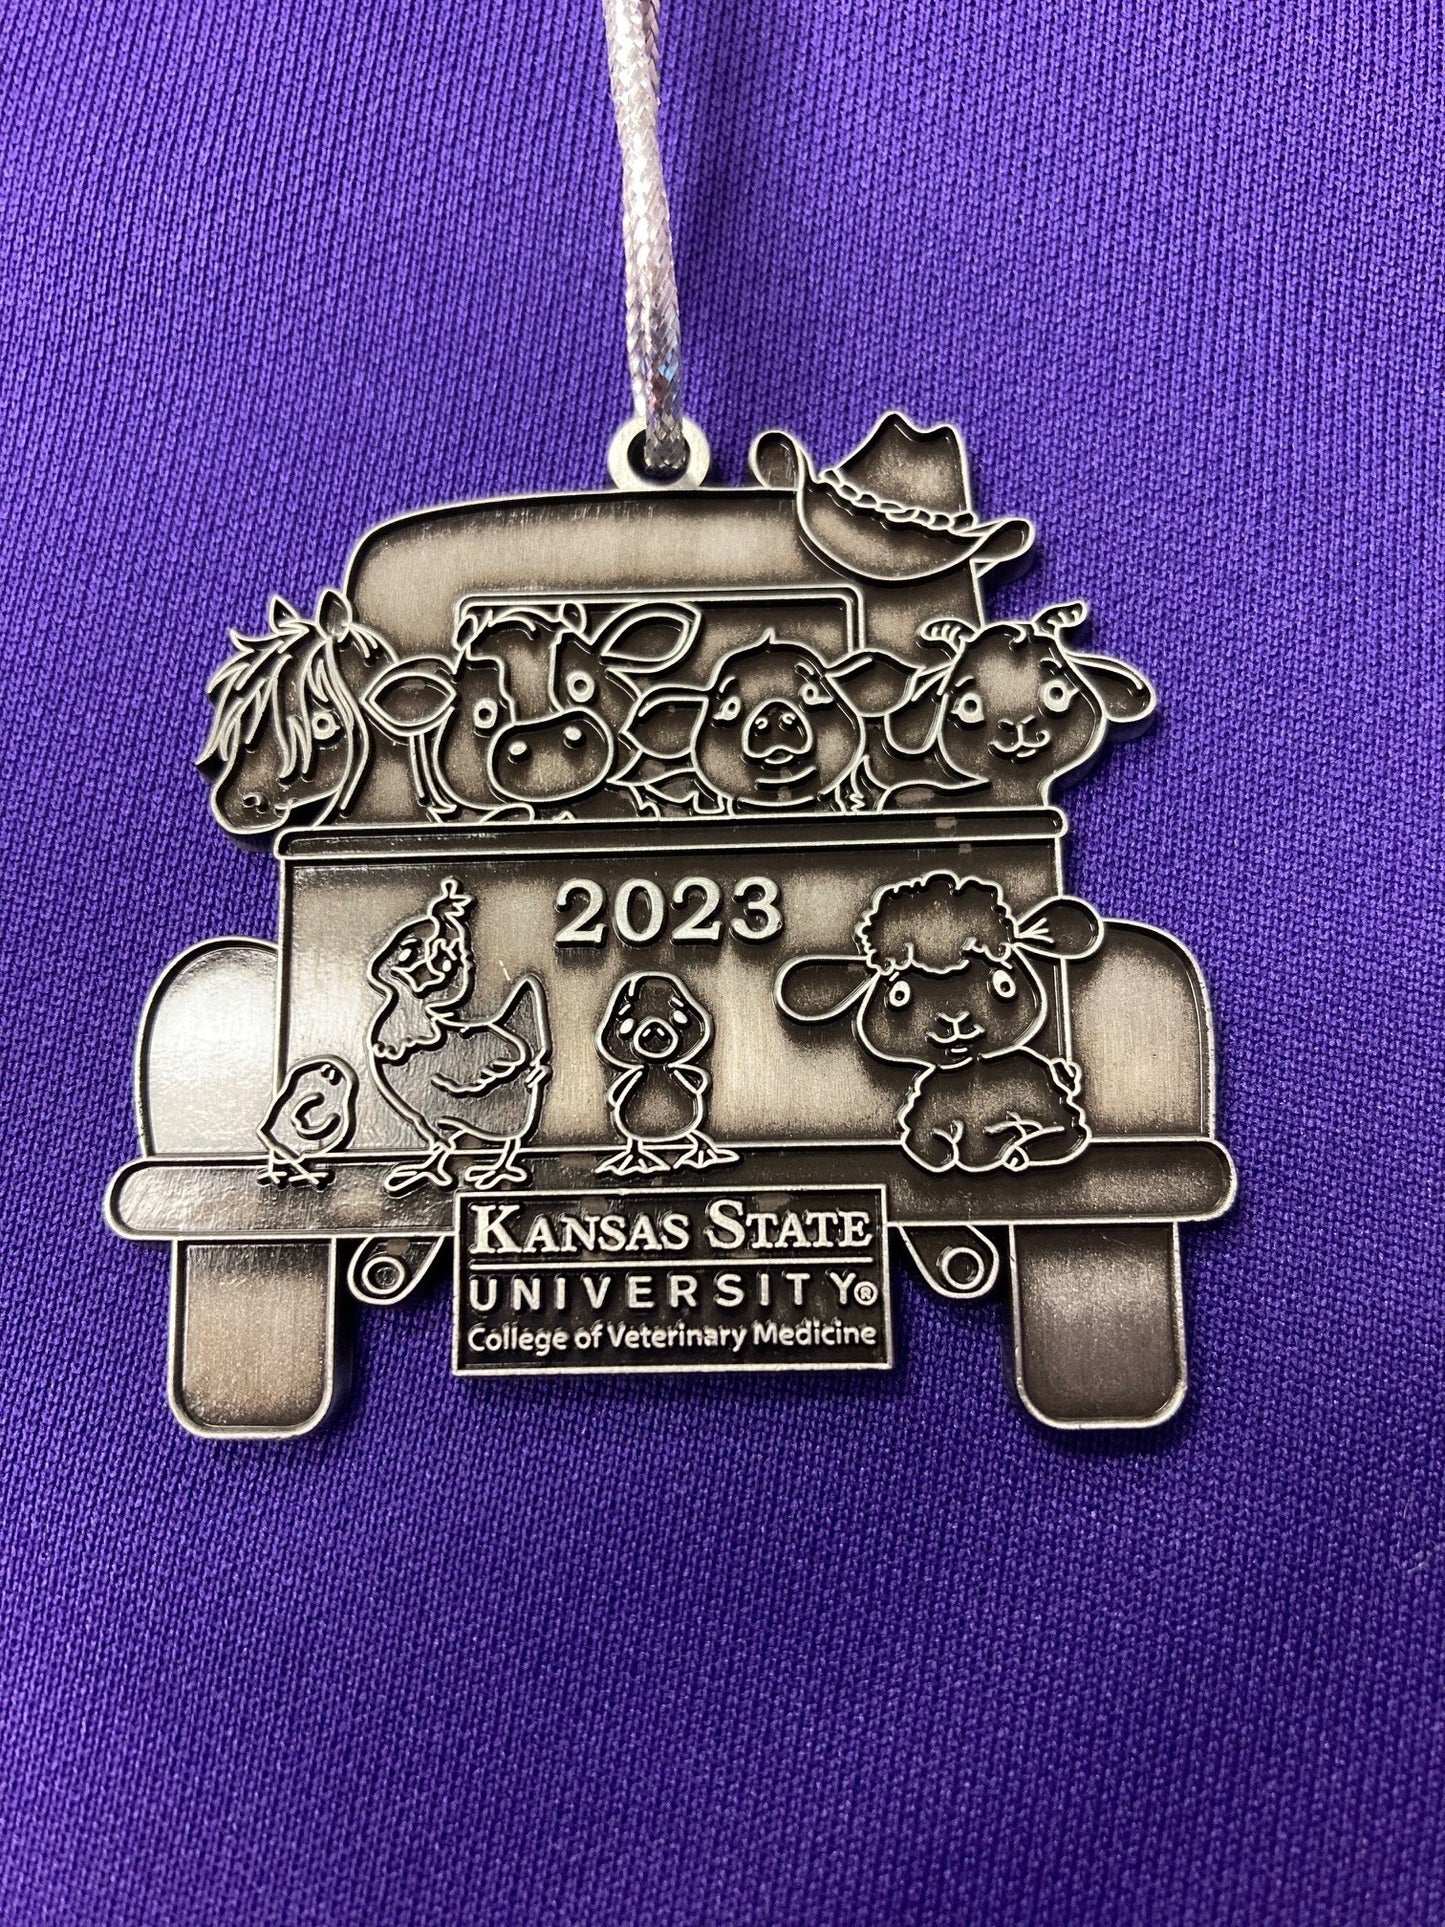 2023
KANSAS STATE
UNIVERSITY®
College of Veterinary Medicine